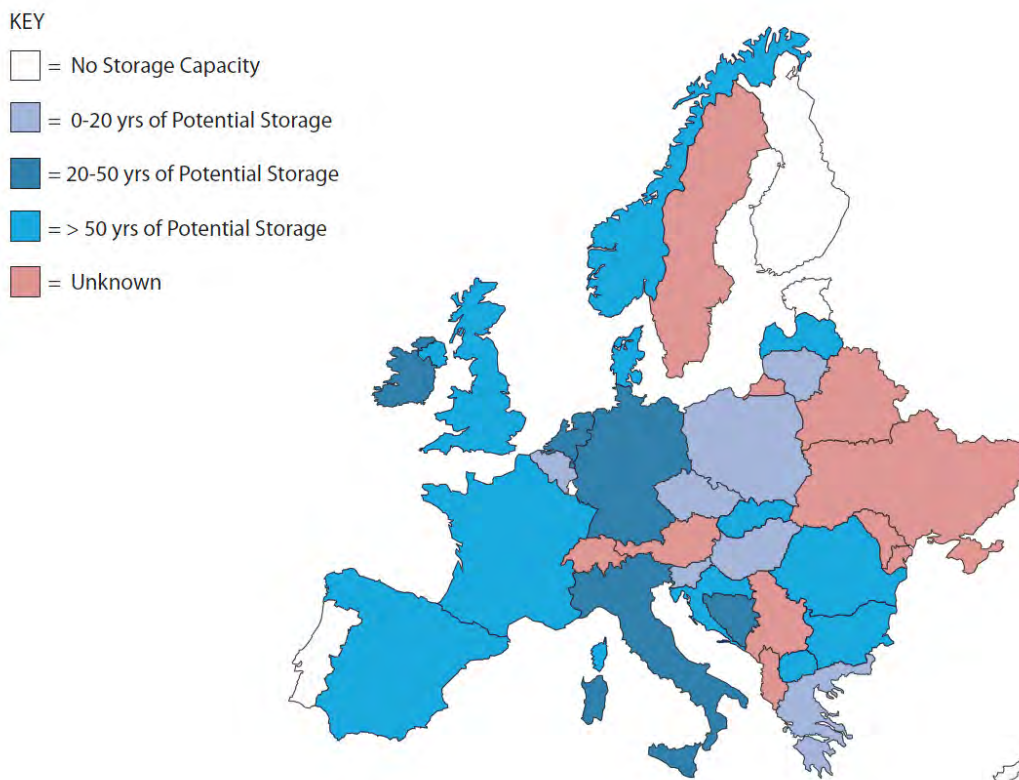 KEY
= No Storage Capacity
= 0-20 yrs of Potential Storage
= 20-50 yrs of Potential Storage
= > 50 yrs of Potential Storage
= Unknown